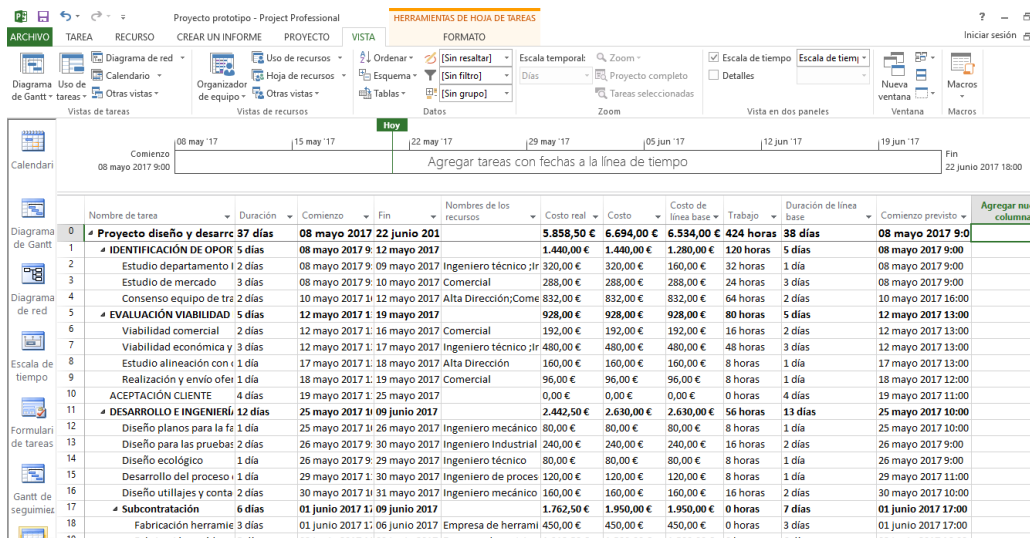 Proyecto prototipo - Project Professional
HERRAMIENTAS DE HOJA DE TAREAS
?
ARCHIVO TAREA RECURSO CREAR UN INFORME PROYECTO VISTA FORMATO
Iniciar sesión
Diagrama de Gantt
Uso de tareas
Diagrama de red
Calendario
Otras vistas
Vistas de tareas
Organizador de equipo
Uso de recursos
Hoja de recursos
Otras vistas
Vistas de recursos
Ordenar
Esquema
Tablas
[Sin resaltar]
[Sin filtro]
[Sin grupo]
Datos
Escala temporal:
Días
Zoom
Proyecto completo
Tareas seleccionadas
Zoom
Escala de tiempo Escala de tiem
Detalles
Vista en dos paneles
Nueva ventana
Ventana
Macros
Macros
Hoy
08 may '17 15 may '17 22 may '17 29 may '17 05 jun '17 12 jun '17 19 jun '17
Comienzo
08 mayo 2017 9:00
Agregar tareas con fechas a la línea de tiempo
Fin
22 junio 2017 18:00
Calendari
Diagrama de Gantt
Diagrama de red
Escala de tiempo
Formulari de tareas
Gantt de seguimie
Nombre de tarea Duración Comienzo Fin Nombres de los recursos Costo real Costo Costo de línea base Trabajo Duración de línea base Comienzo previsto Agregar nu columna
0 Proyecto diseño y desarrc 37 días 08 mayo 2017 22 junio 201 5.858,50 € 6.694,00 € 6.534,00 € 424 horas 38 días 08 mayo 2017 9:0
1 IDENTIFICACIÓN DE OPOR 5 días 08 mayo 2017 9: 12 mayo 2017 1.440,00 € 1.440,00 € 1.280,00 € 120 horas 5 días 08 mayo 2017 9:00
2 Estudio departamento I 2 días 08 mayo 2017 9: 09 mayo 2017 Ingeniero técnico ;Ir 320,00 € 320,00 € 160,00 € 32 horas 1 día 08 mayo 2017 9:00
3 Estudio de mercado 3 días 08 mayo 2017 9: 10 mayo 2017 Comercial 288,00 € 288,00 € 288,00 € 24 horas 3 días 08 mayo 2017 9:00
4 Consenso equipo de tra 2 días 10 mayo 2017 1 12 mayo 2017 Alta Dirección;Come 832,00 € 832,00 € 832,00 € 64 horas 2 días 10 mayo 2017 16:00
5 EVALUACIÓN VIABILIDAD 5 días 12 mayo 2017 1 19 mayo 2017 928,00 € 928,00 € 928,00 € 80 horas 5 días 12 mayo 2017 13:00
6 Viabilidad comercial 2 días 12 mayo 2017 1 16 mayo 2017 Comercial 192,00 € 192,00 € 192,00 € 16 horas 2 días 12 mayo 2017 13:00
7 Viabilidad económica y 3 días 12 mayo 2017 1 17 mayo 2017 Ingeniero técnico ;Ir 480,00 € 480,00 € 480,00 € 48 horas 3 días 12 mayo 2017 13:00
8 Estudio alineación con 1 día 17 mayo 2017 1 18 mayo 2017 Alta Dirección 160,00 € 160,00 € 160,00 € 8 horas 1 día 17 mayo 2017 13:00
9 Realización y envío ofer 1 día 18 mayo 2017 1 19 mayo 2017 Comercial 96,00 € 96,00 € 96,00 € 8 horas 1 día 18 mayo 2017 12:00
10 ACEPTACIÓN CLIENTE 4 días 19 mayo 2017 1 25 mayo 2017 0,00 € 0,00 € 0,00 € 0 horas 4 días 19 mayo 2017 11:00
11 DESARROLLO E INGENIERÍA 12 días 25 mayo 2017 1 09 junio 2017 2.442,50 € 2.630,00 € 2.630,00 € 56 horas 13 días 25 mayo 2017 10:00
12 Diseño planos para la fa 1 día 25 mayo 2017 1 26 mayo 2017 Ingeniero mecánico 80,00 € 80,00 € 80,00 € 8 horas 1 día 25 mayo 2017 10:00
13 Diseño para las pruebas 2 días 26 mayo 2017 9: 30 mayo 2017 Ingeniero Industrial 240,00 € 240,00 € 240,00 € 16 horas 2 días 26 mayo 2017 9:00
14 Diseño ecológico 1 día 26 mayo 2017 9: 29 mayo 2017 Ingeniero técnico 80,00 € 80,00 € 80,00 € 8 horas 1 día 26 mayo 2017 9:00
15 Desarrollo del proceso 1 día 29 mayo 2017 1 30 mayo 2017 Ingeniero de proces 120,00 € 120,00 € 120,00 € 8 horas 1 día 29 mayo 2017 11:00
16 Diseño utillajes y conta 2 días 30 mayo 2017 1 31 mayo 2017 Ingeniero mecánico 160,00 € 160,00 € 160,00 € 16 horas 2 días 30 mayo 2017 10:00
17 Subcontratación 6 días 01 junio 2017 17 09 junio 2017 1.762,50 € 1.950,00 € 1.950,00 € 0 horas 7 días 01 junio 2017 17:00
18 Fabricación herramie 3 días 01 junio 2017 17 06 junio 2017 Empresa de herrami 450,00 € 450,00 € 450,00 € 0 horas 3 días 01 junio 2017 17:00